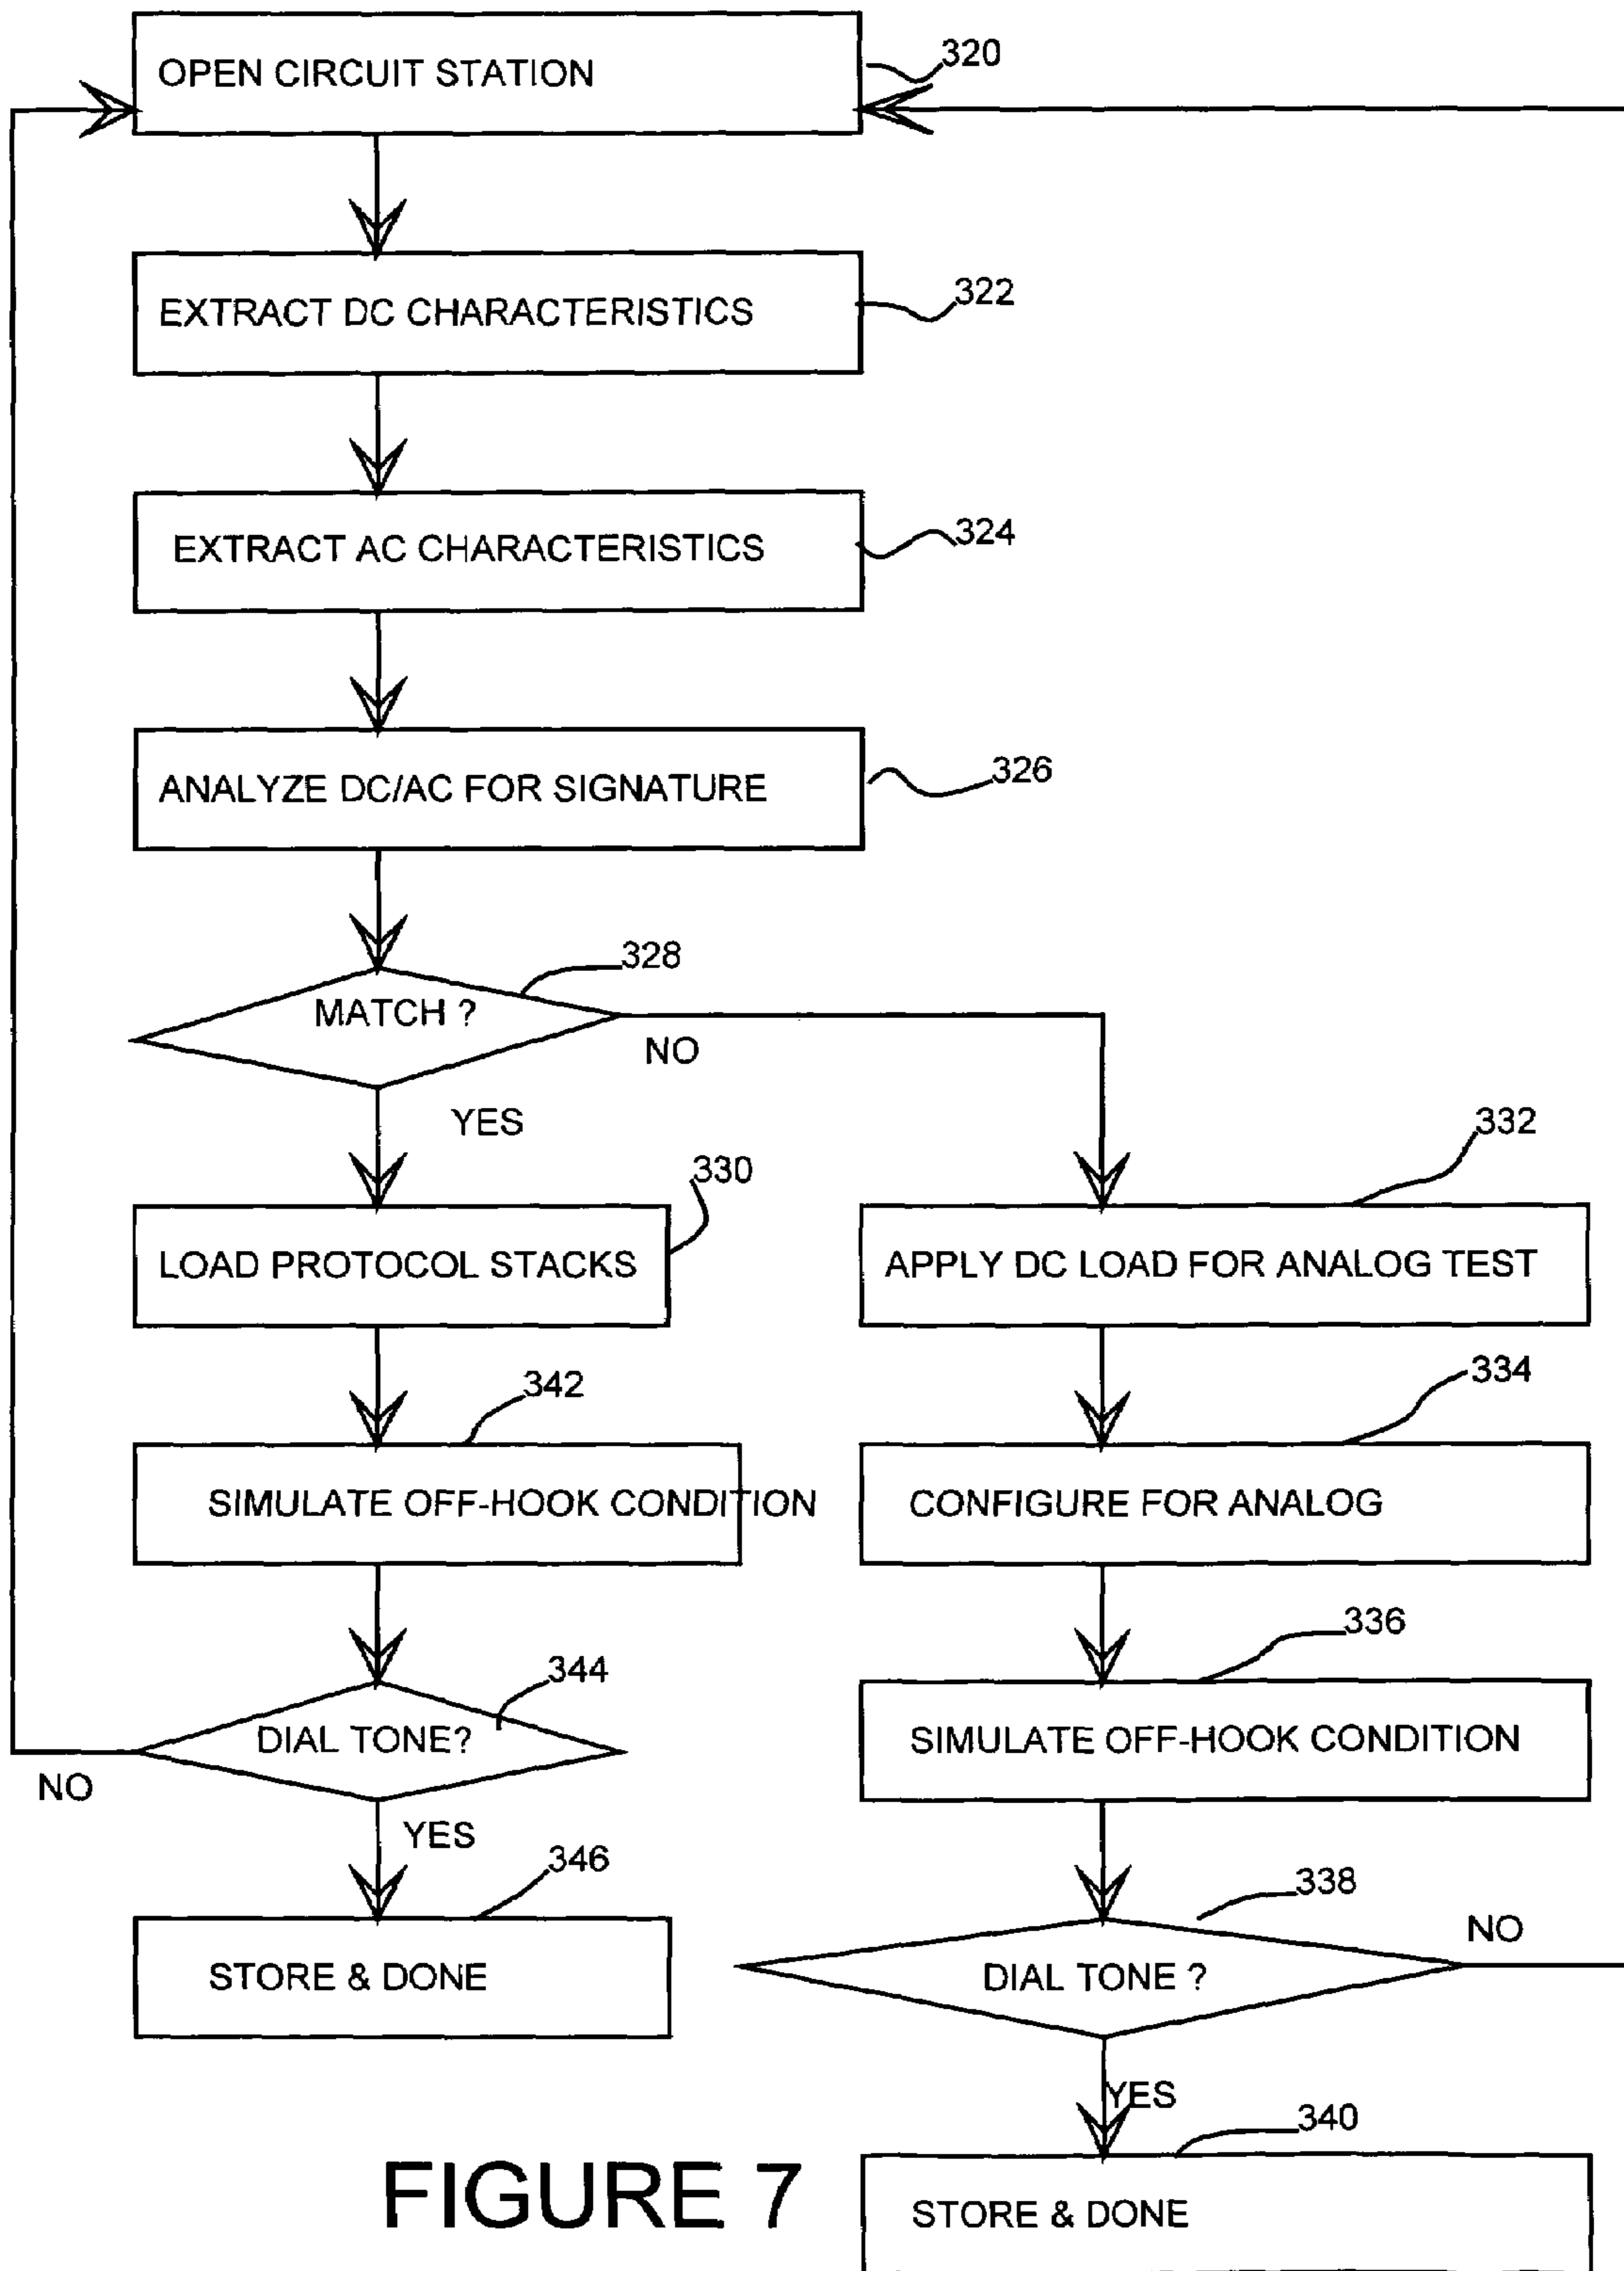 OPEN CIRCUIT STATION
320
EXTRACT DC CHARACTERISTICS
322
EXTRACT AC CHARACTERISTICS
324
ANALYZE DC/AC FOR SIGNATURE
326
MATCH ?
328
NO
YES
330
332
LOAD PROTOCOL STACKS
APPLY DC LOAD FOR ANALOG TEST
342
334
SIMULATE OFF-HOOK CONDITION
CONFIGURE FOR ANALOG
336
344
DIAL TONE?
SIMULATE OFF-HOOK CONDITION
NO
YES
346
338
NO
STORE & DONE
DIAL TONE ?
YES
340
FIGURE 7
STORE & DONE